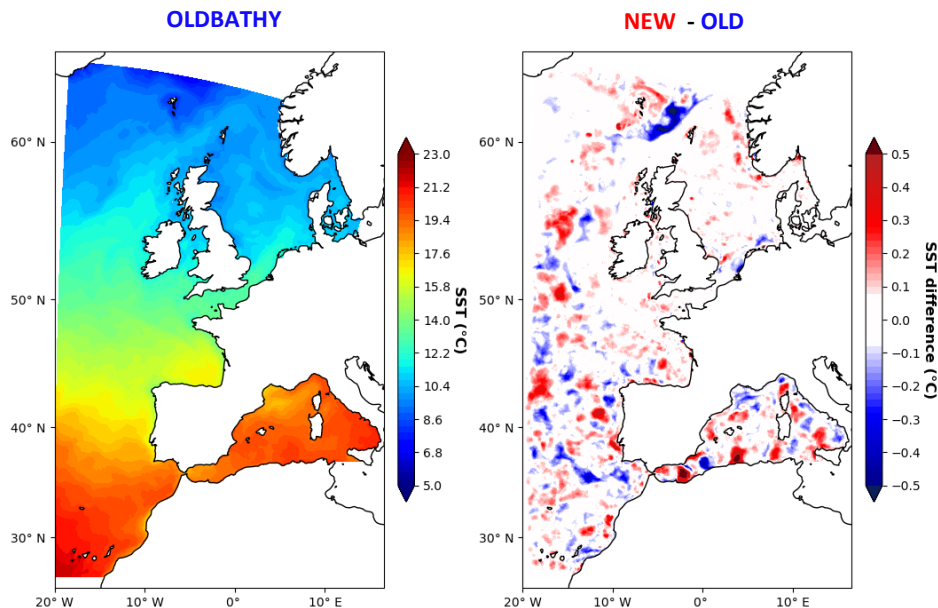 OLDBATHY
NEW - OLD
60° N
50° N
40° N
30° N
20° W
10° W
0°
10° E
23.0
21.2
19.4
17.6
15.8
14.0
12.2
10.4
8.6
6.8
5.0
SST (°C)
60° N
50° N
40° N
30° N
20° W
10° W
0°
10° E
0.5
0.4
0.3
0.2
0.1
0.0
−0.1
−0.2
−0.3
−0.4
−0.5
SST difference (°C)